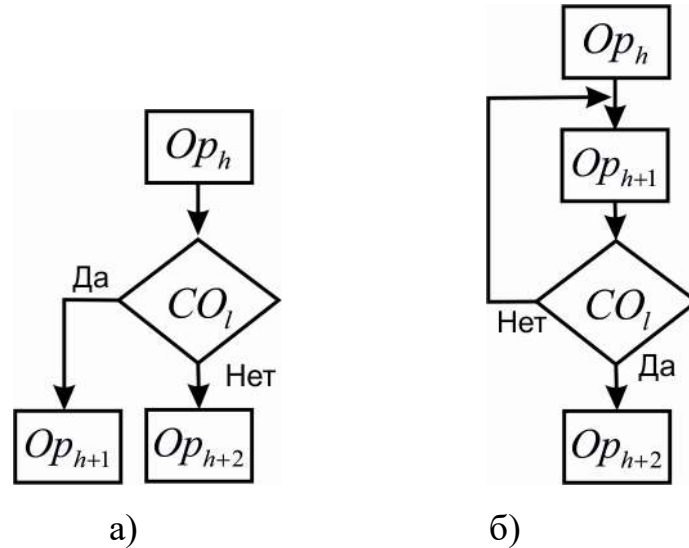 Op_h
Да
CO_l
Нет
Op_{h+1}
Op_{h+2}
а)
Op_h
Op_{h+1}
CO_l
Нет
Да
Op_{h+2}
б)